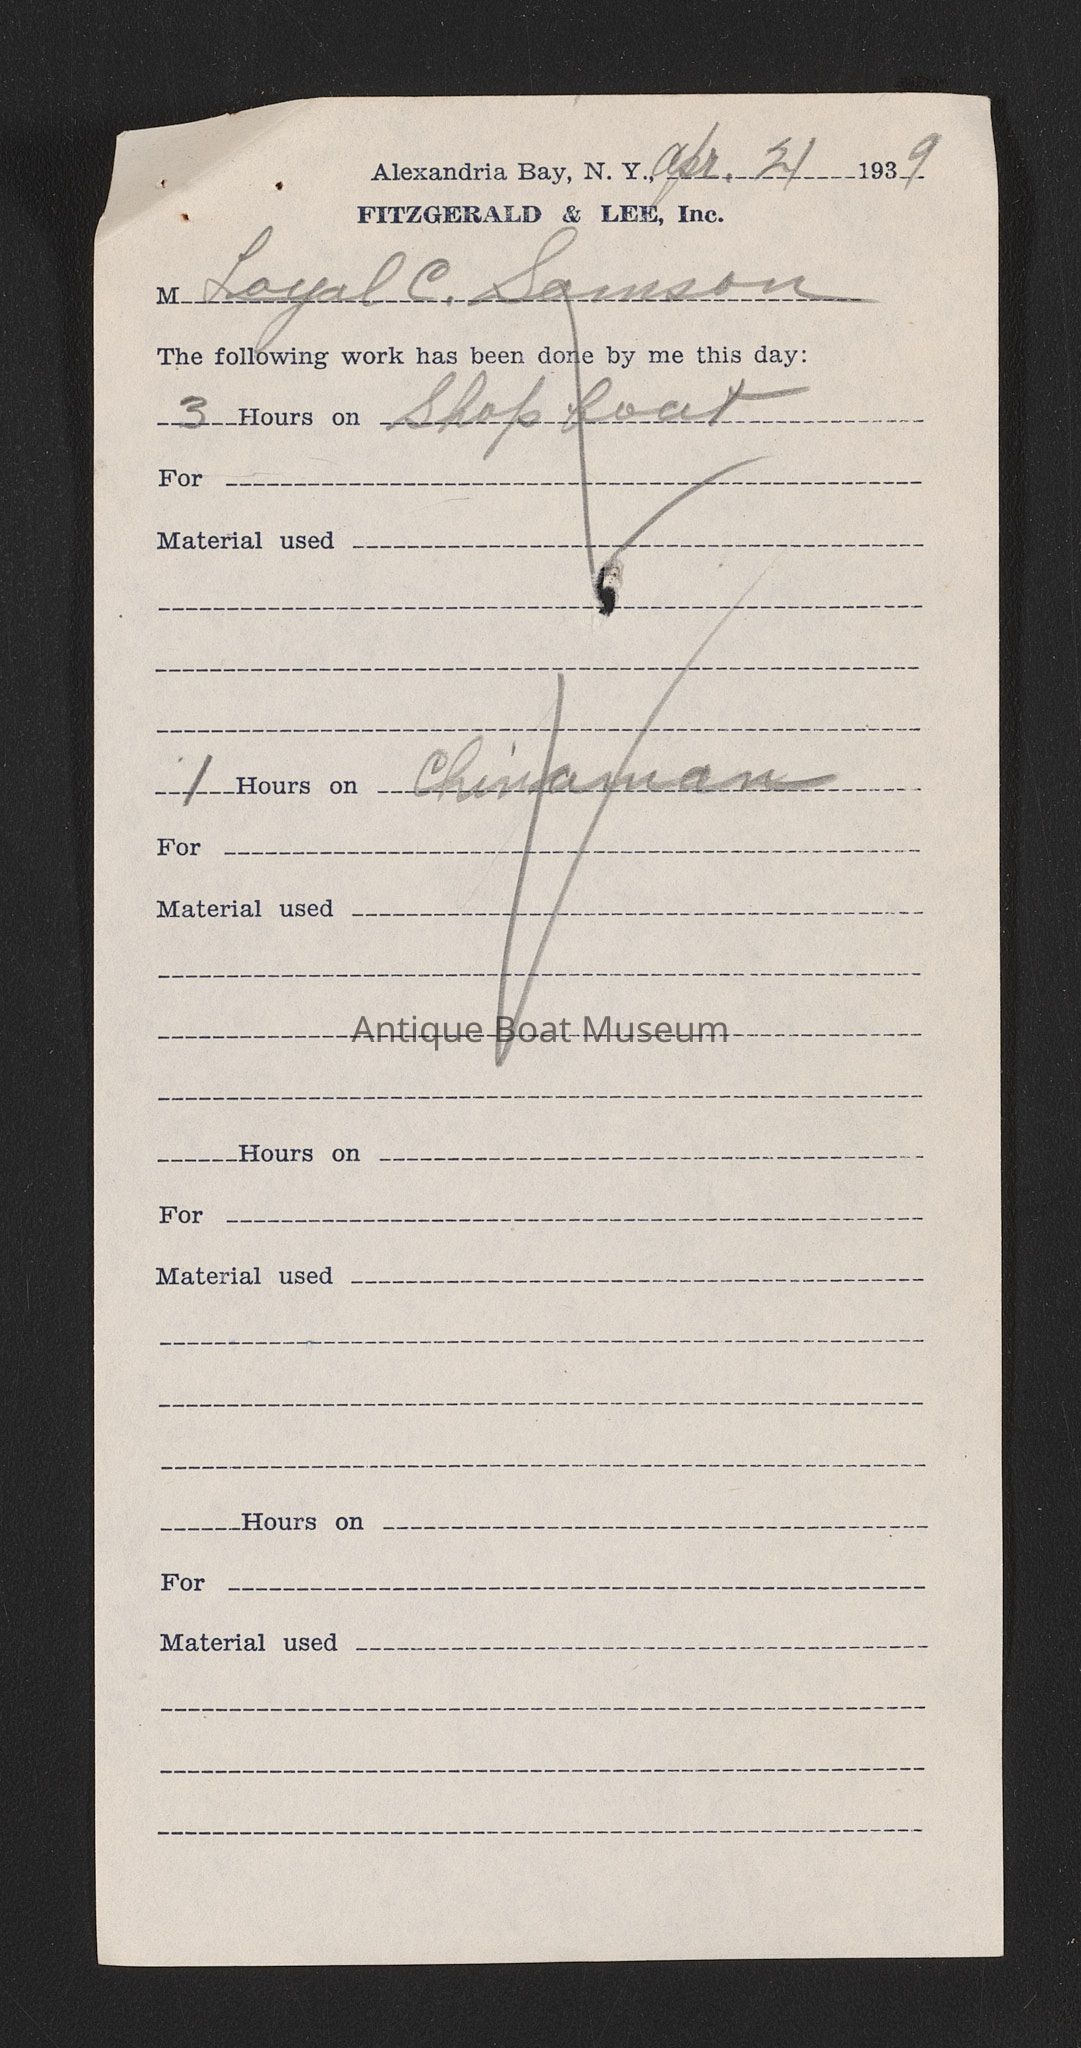 Alexandria Bay, N. Y., Apr. 21 1939
FITZGERALD & LEE, Inc.
M Loyal C. Samson
The following work has been done by me this day:
3 Hours on Shop boat
For
Material used
1 Hours on Chinaman
For
Material used
Antique Boat Museum
Hours on
For
Material used
Hours on
For
Material used